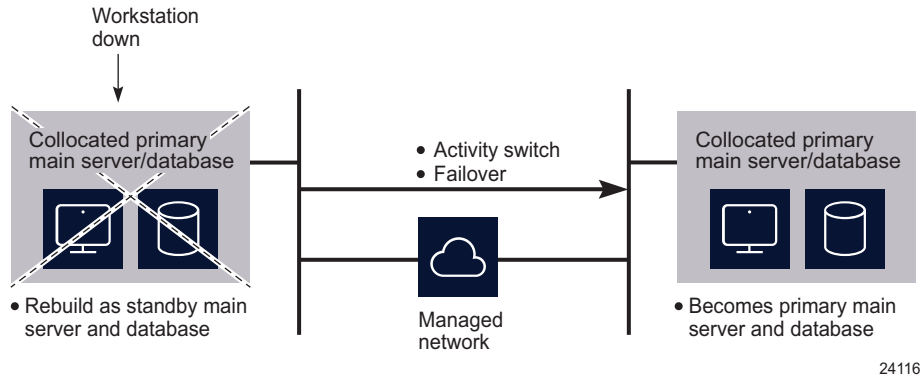 Workstation
down
Collocated primary
main server/database
• Rebuild as standby main
server and database
• Activity switch
• Failover
Managed
network
Collocated primary
main server/database
• Becomes primary main
server and database
24116